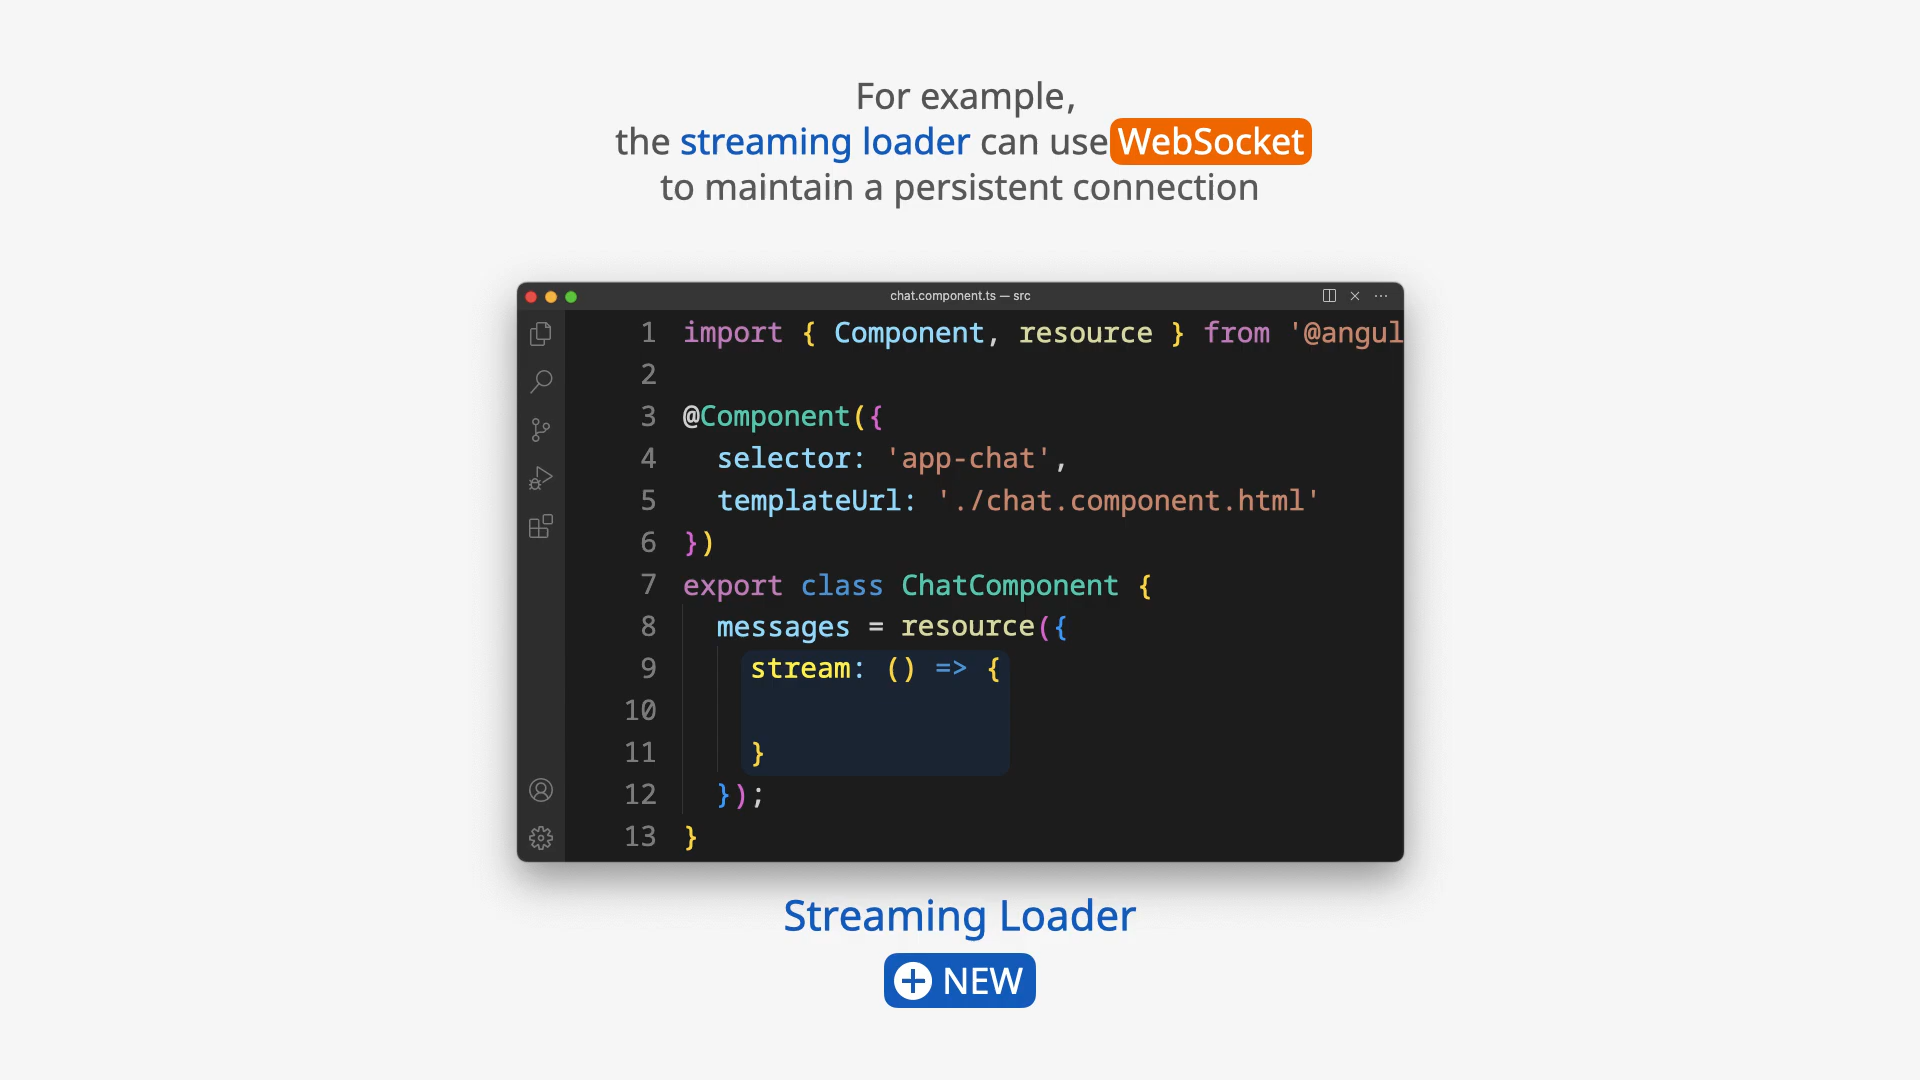 For example,
the streaming loader can use WebSocket
to maintain a persistent connection
chat.component.ts — src
1 import { Component, resource } from '@angul
2
3 @Component({
4 selector: 'app-chat',
5 templateUrl: './chat.component.html'
6 })
7 export class ChatComponent {
8 messages = resource({
9 stream: () => {
10
11 }
12 });
13 }
Streaming Loader
NEW